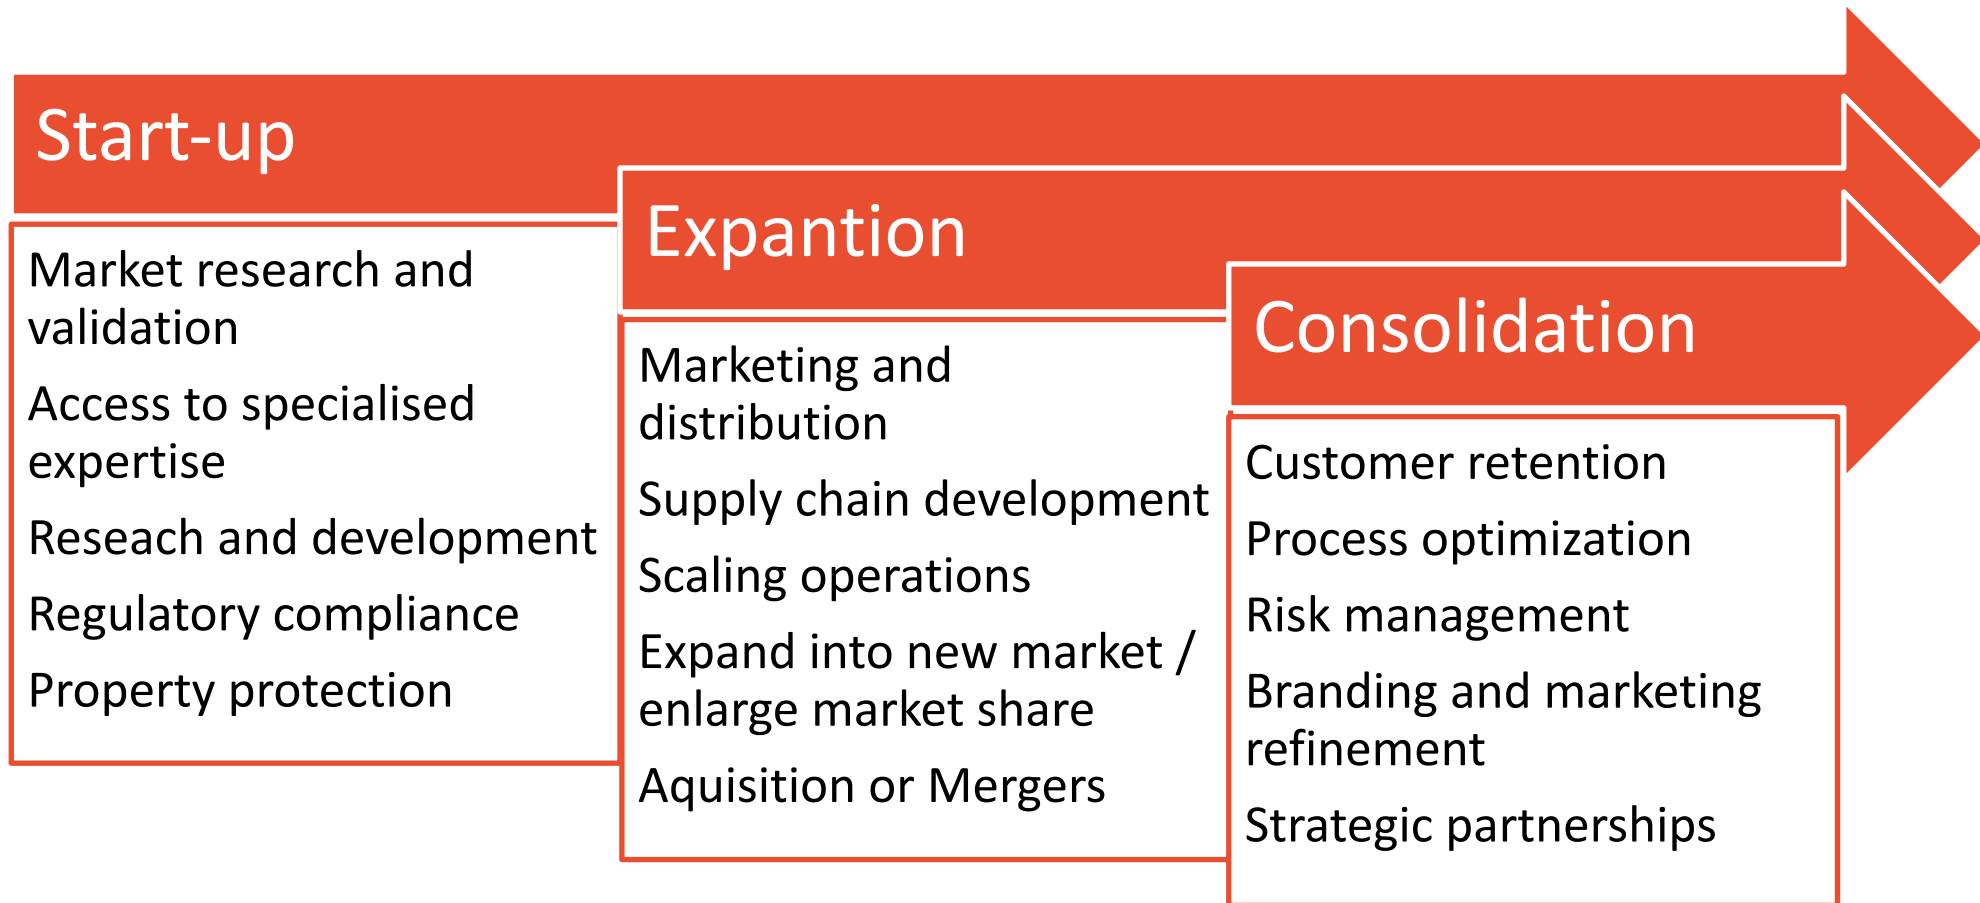 Start-up
Market research and
validation
Access to specialised
expertise
Reseach and development
Regulatory compliance
Property protection
Expantion
Marketing and
distribution
Supply chain development
Scaling operations
Expand into new market /
enlarge market share
Aquisition or Mergers
Consolidation
Customer retention
Process optimization
Risk management
Branding and marketing
refinement
Strategic partnerships